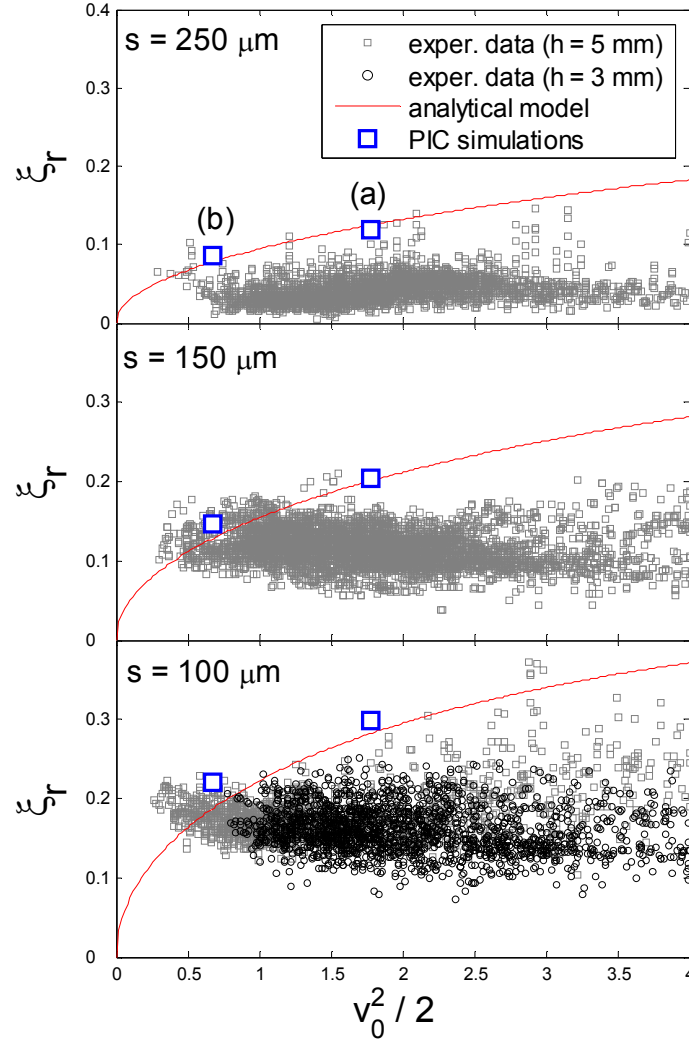 0.4
s = 250 μm
exper. data (h = 5 mm)
exper. data (h = 3 mm)
analytical model
PIC simulations
0.3
ξr
0.2
(b)
(a)
0.1
0
s = 150 μm
0.3
ξr
0.2
0.1
0
s = 100 μm
0.3
ξr
0.2
0.1
0
0 0.5 1 1.5 2 2.5 3 3.5 4
v0^2 / 2